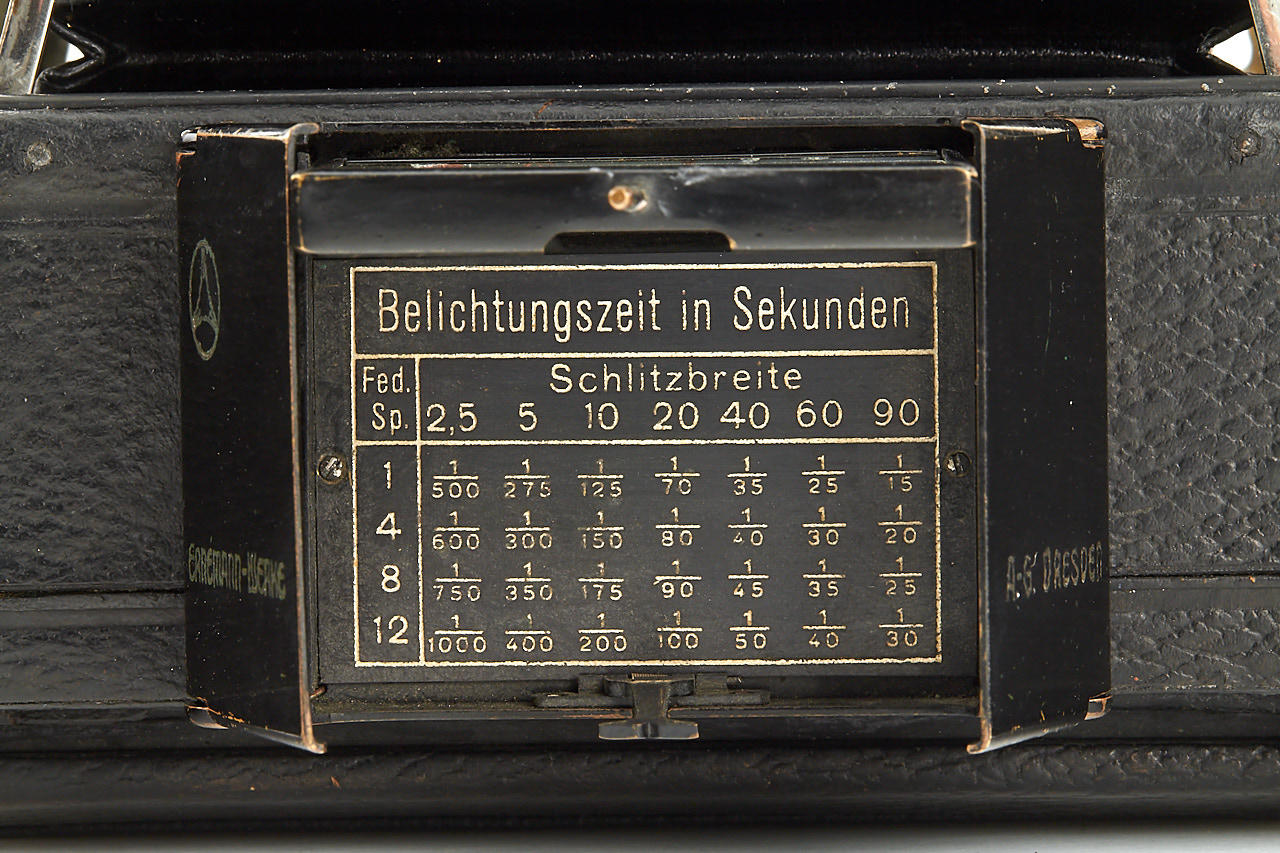 Belichtungszeit in Sekunden
Fed. Sp. Schlitzbreite
2,5 5 10 20 40 60 90
1 1/500 1/275 1/125 1/70 1/35 1/25 1/15
4 1/600 1/300 1/150 1/80 1/40 1/30 1/20
8 1/750 1/350 1/175 1/90 1/45 1/35 1/25
12 1/1000 1/400 1/200 1/100 1/50 1/40 1/30
ERNEMANN-WERKE
A-G. DRESDEN